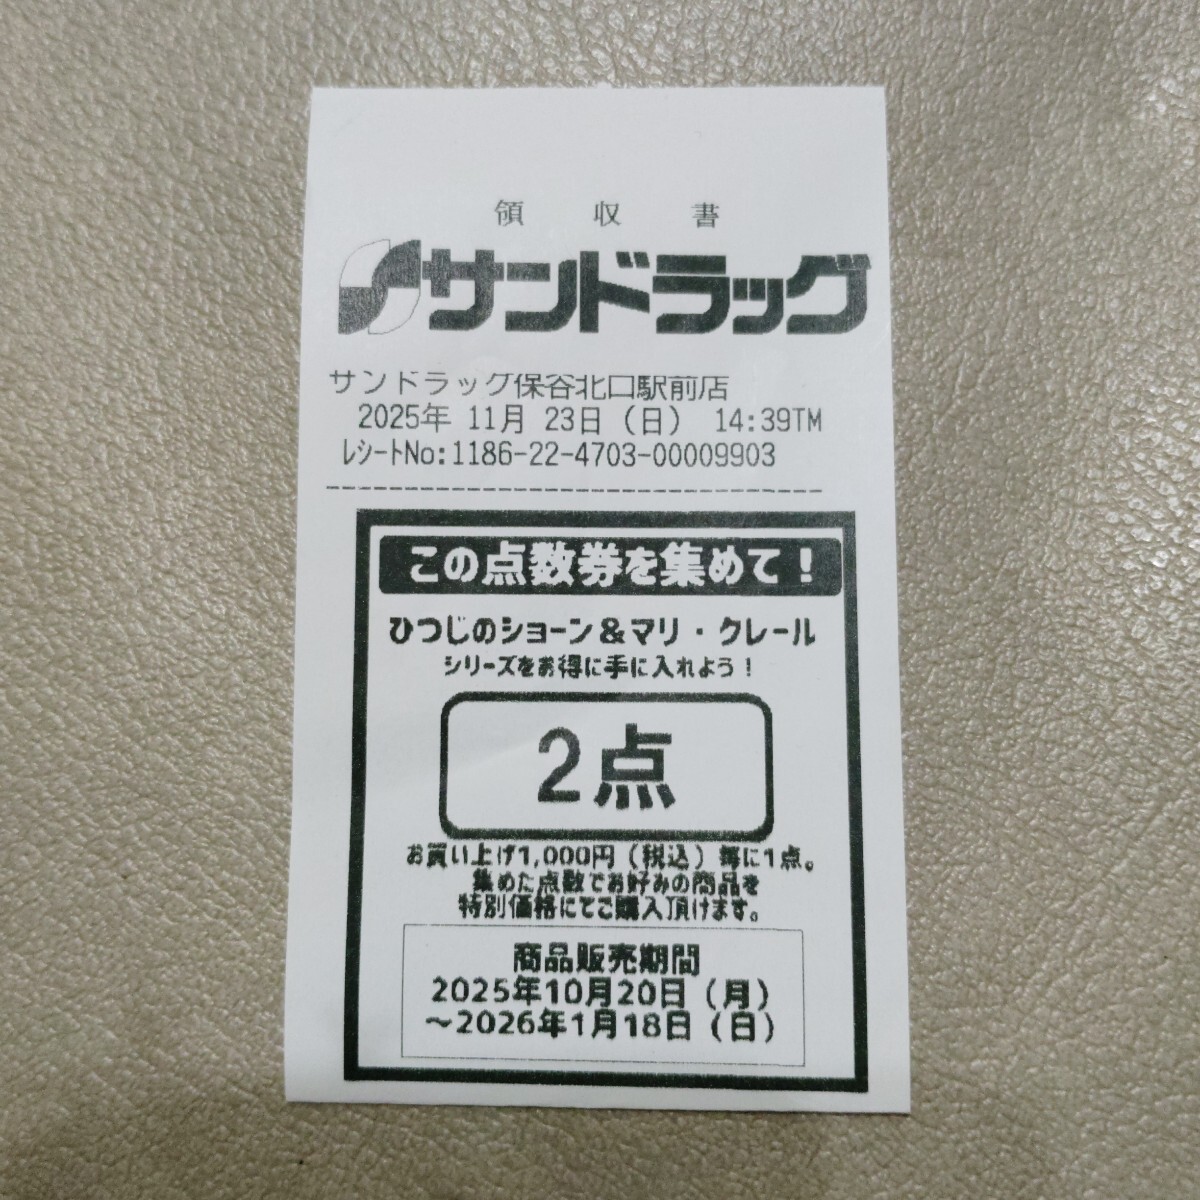 領収書
サンドラッグ
サンドラッグ保谷北口駅前店
2025年 11月 23日（日） 14:39TM
ﾚｼｰﾄNo:1186-22-4703-00009903
この点数券を集めて！
ひつじのショーン＆マリ・クレール
シリーズをお得に手に入れよう！
2点
お買い上げ1,000円（税込）毎に1点。
集めた点数でお好みの商品を
特別価格にてご購入頂けます。
商品販売期間
2025年10月20日（月）
～2026年1月18日（日）